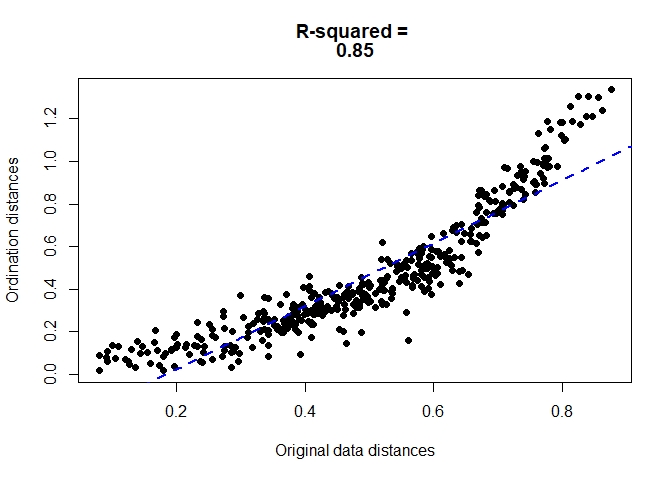 R-squared =
0.85
Ordination distances
0.0 0.2 0.4 0.6 0.8 1.0 1.2
0.2 0.4 0.6 0.8
Original data distances